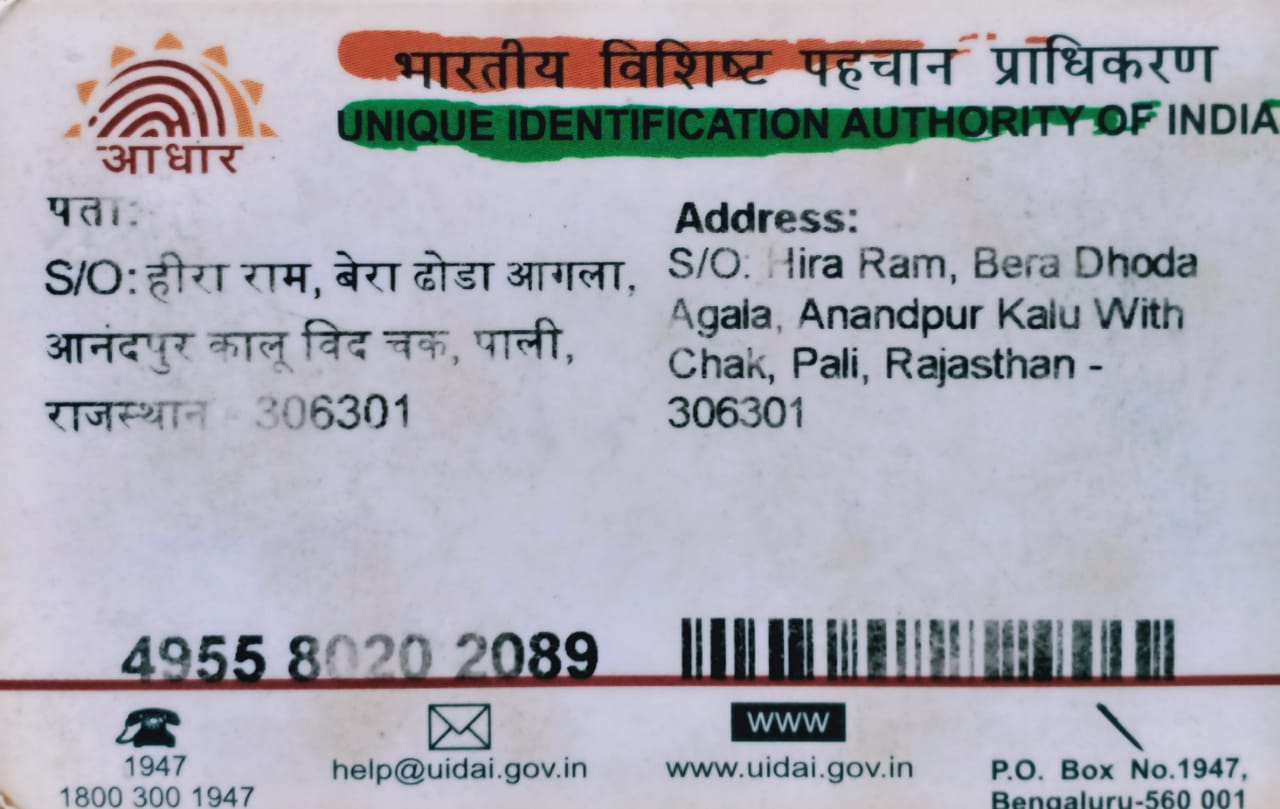 भारतीय विशिष्ट पहचान प्राधिकरण
UNIQUE IDENTIFICATION AUTHORITY OF INDIA
आधार
पता:
S/O: हीरा राम, बेरा ढोडा आगला,
आनंदपुर कालू विद चक, पाली,
राजस्थान - 306301
Address:
S/O: Hira Ram, Bera Dhoda
Agala, Anandpur Kalu With
Chak, Pali, Rajasthan -
306301
4955 8020 2089
1947
1800 300 1947
help@uidai.gov.in
WWW
www.uidai.gov.in
P.O. Box No.1947,
Bengaluru-560 001